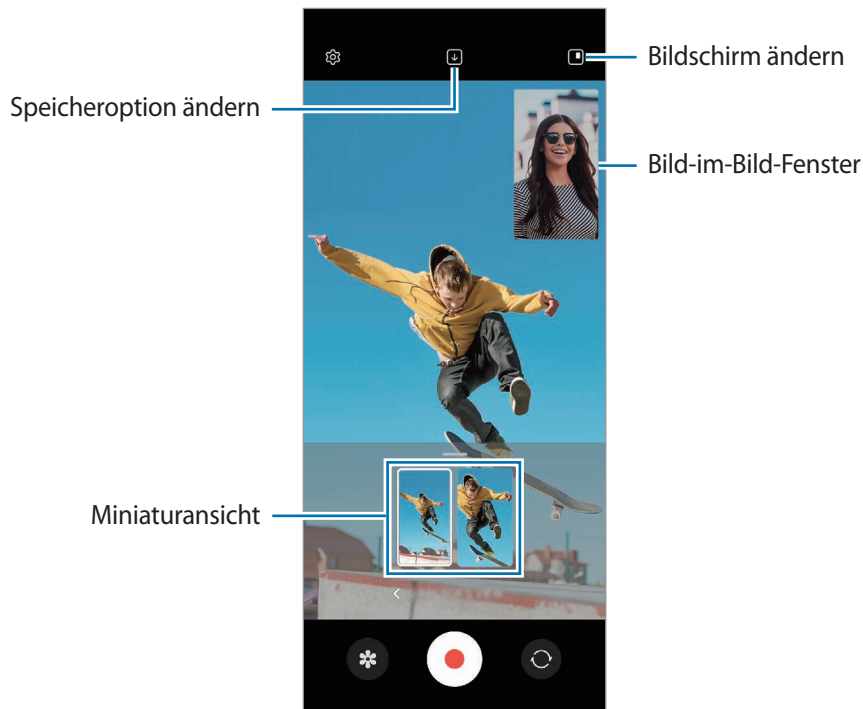 Bildschirm ändern
Speicheroption ändern
Bild-im-Bild-Fenster
Miniaturansicht